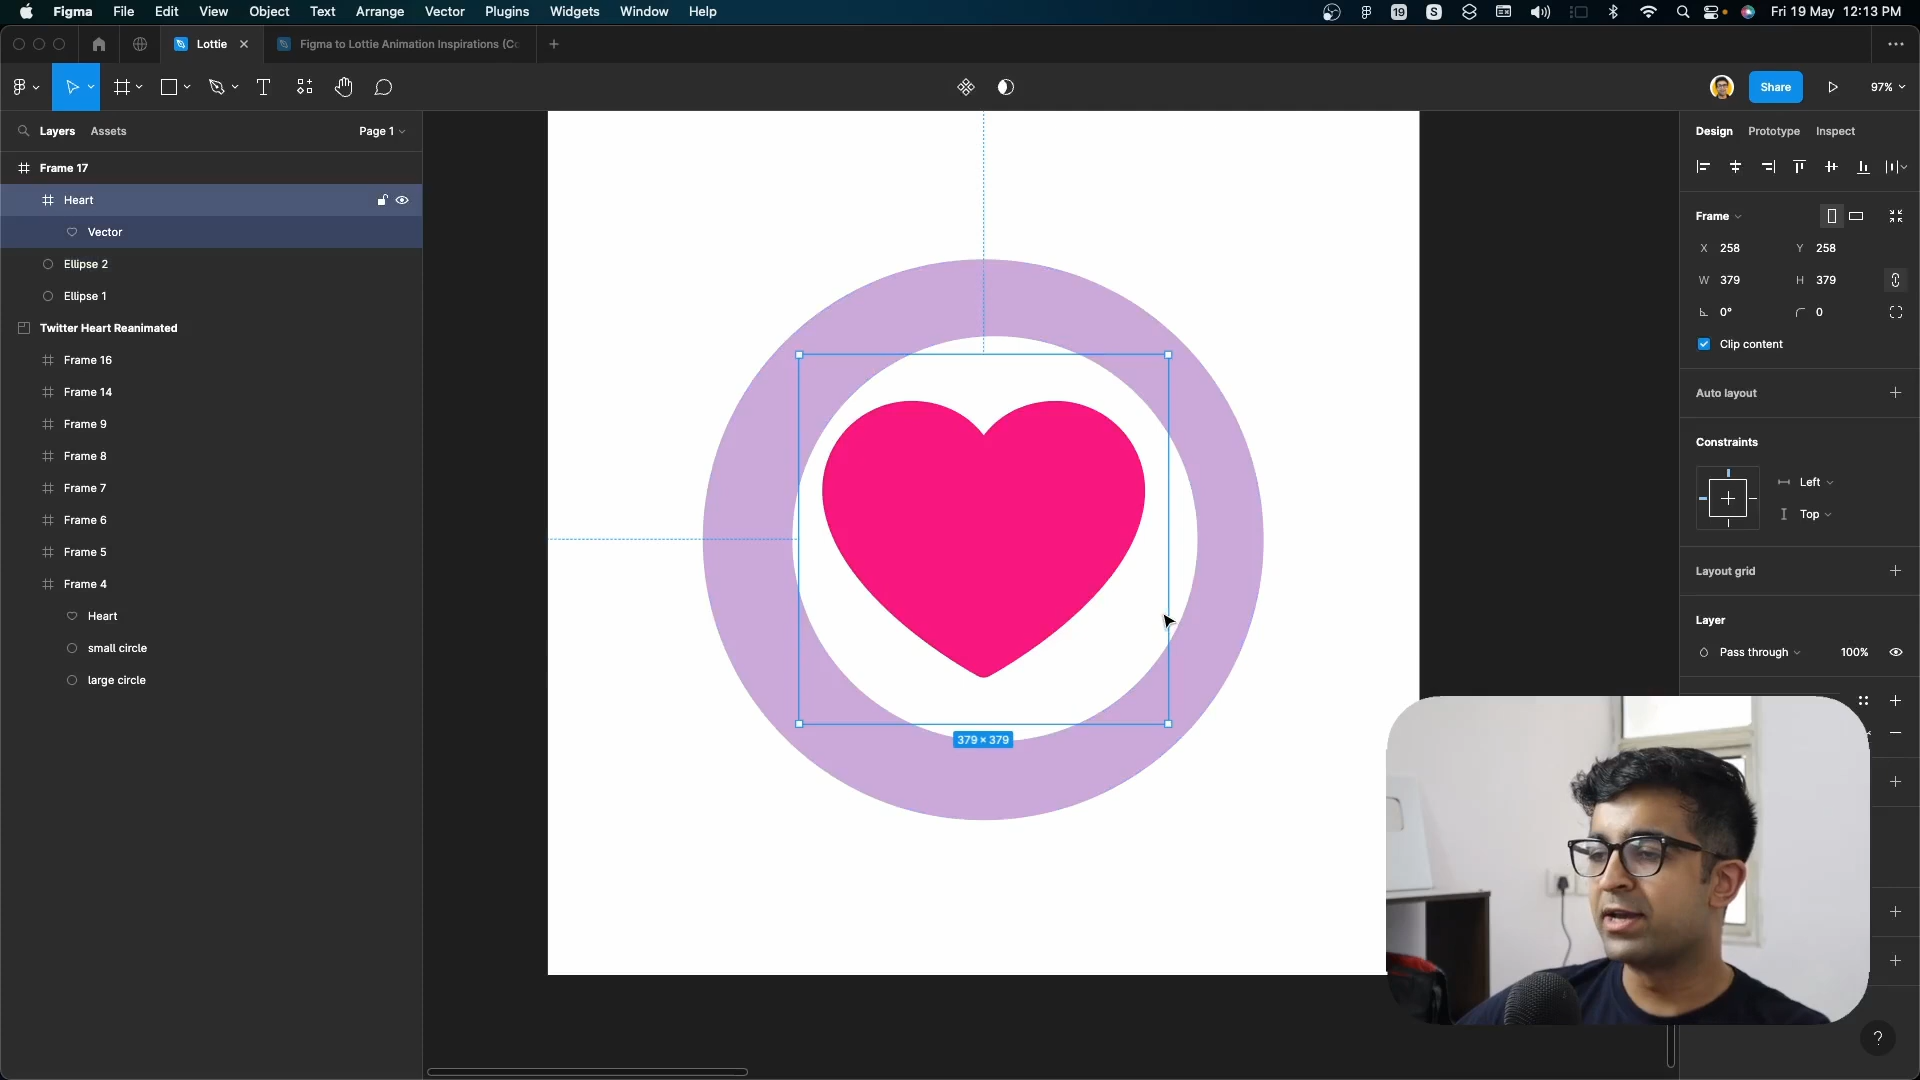 Figma File Edit View Object Text Arrange Vector Plugins Widgets Window Help 19 S Fri 19 May 12:13 PM
Lottie Figma to Lottie Animation Inspirations (Co
Share 97%
Layers Assets Page 1
Frame 17
Heart
Vector
Ellipse 2
Ellipse 1
Twitter Heart Reanimated
Frame 16
Frame 14
Frame 9
Frame 8
Frame 7
Frame 6
Frame 5
Frame 4
Heart
small circle
large circle
379 × 379
Design Prototype Inspect
Frame
X 258 Y 258
W 379 H 379
0° 0
Clip content
Auto layout
Constraints
Left
Top
Layout grid
Layer
Pass through 100%
?